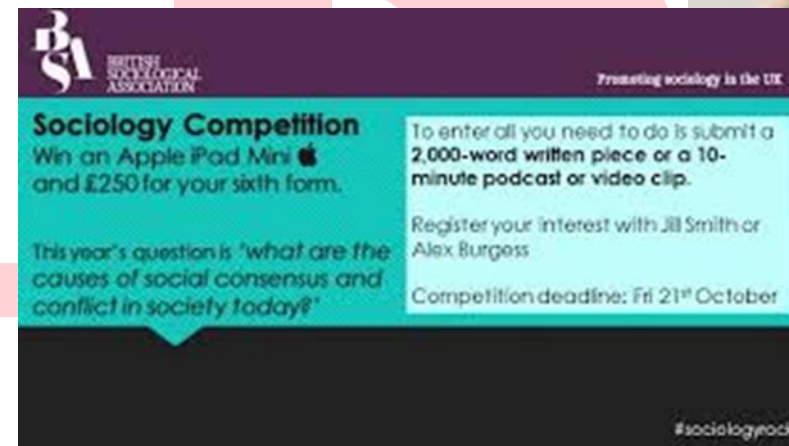 BSA
BRITISH
SOCIOLOGICAL
ASSOCIATION
Promoting sociology in the UK
Sociology Competition
Win an Apple iPad Mini
and £250 for your sixth form.
This year's question is 'what are the
causes of social consensus and
conflict in society today?'
To enter all you need to do is submit a
2,000-word written piece or a 10-
minute podcast or video clip.
Register your interest with Jill Smith or
Alex Burgess
Competition deadline: Fri 21st October
#sociologyrock